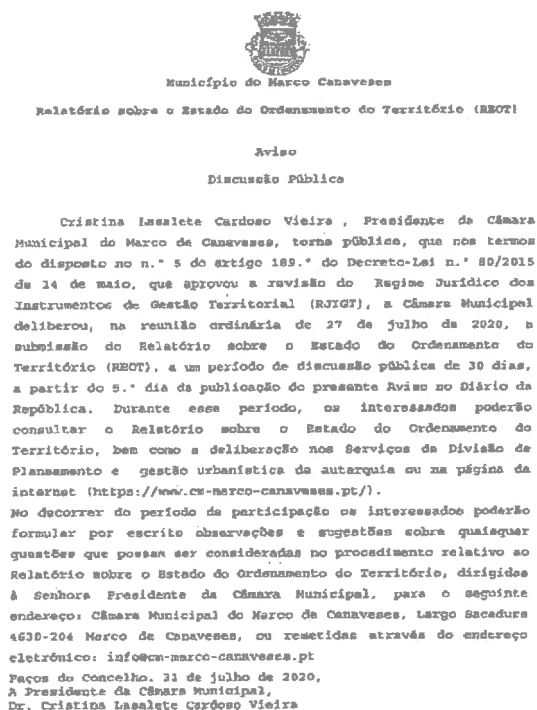 Município do Marco Canaveses
Relatório sobre o Estado do Ordenamento do Território (REOT)
Aviso
Discussão Pública
Cristina Lasalete Cardoso Vieira , Presidente da Câmara
Municipal do Marco de Canaveses, torna público, que nos termos
do disposto no n.º 5 do artigo 189.º do Decreto-Lei n.º 80/2015
de 14 de maio, que aprovou a revisão do Regime Jurídico dos
Instrumentos de Gestão Territorial (RJIGT), a Câmara Municipal
deliberou, na reunião ordinária de 27 de julho de 2020, a
submissão do Relatório sobre o Estado do Ordenamento do
Território (REOT), a um período de discussão pública de 30 dias,
a partir do 5.º dia da publicação do presente Aviso no Diário da
República. Durante esse período, os interessados poderão
consultar o Relatório sobre o Estado do Ordenamento do
Território, bem como a deliberação nos Serviços da Divisão de
Planeamento e gestão urbanística da autarquia ou na página da
internet (https://www.cm-marco-canaveses.pt/).
No decorrer do período de participação os interessados poderão
formular por escrito observações e sugestões sobre quaisquer
questões que possam ser consideradas no procedimento relativo ao
Relatório sobre o Estado do Ordenamento do Território, dirigidas
à Senhora Presidente da Câmara Municipal, para o seguinte
endereço: Câmara Municipal do Marco de Canaveses, Largo Sacadura
4630-204 Marco de Canaveses, ou remetidas através do endereço
eletrónico: info@cm-marco-canaveses.pt
Paços do Concelho, 31 de julho de 2020,
A Presidente da Câmara Municipal,
Dr. Cristina Lasalete Cardoso Vieira